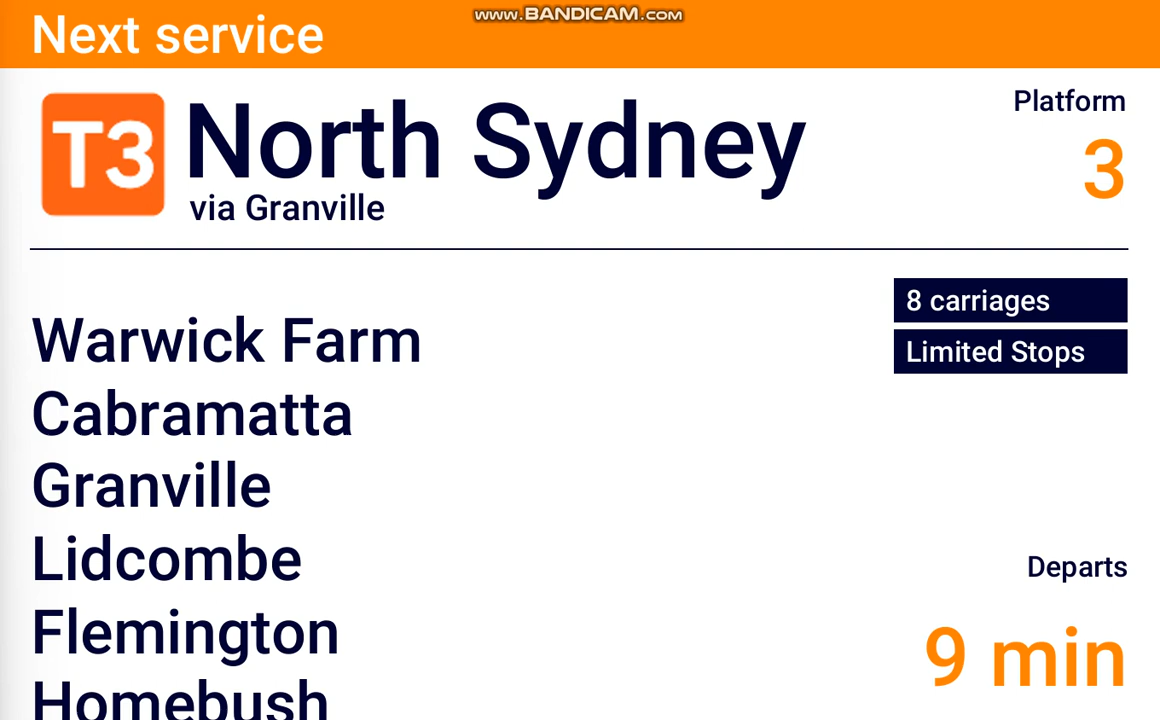 www.BANDICAM.com
Next service
T3 North Sydney
via Granville
Platform
3
8 carriages
Limited Stops
Warwick Farm
Cabramatta
Granville
Lidcombe
Flemington
Homebush
Departs
9 min